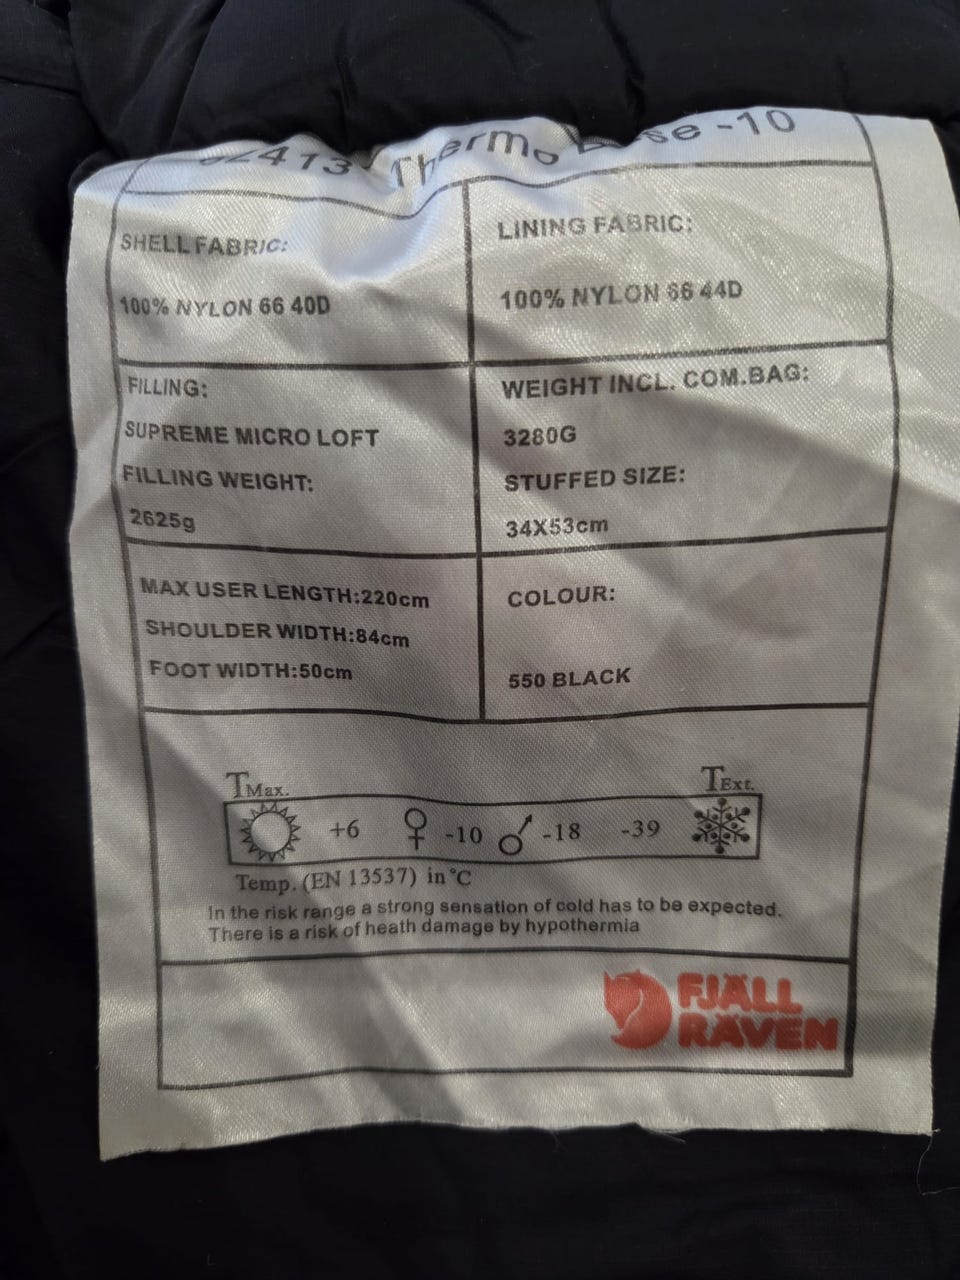 Thermo -10
SHELL FABRIC:
100% NYLON 66 40D
LINING FABRIC:
100% NYLON 66 44D
FILLING:
SUPREME MICRO LOFT
FILLING WEIGHT:
2625g
WEIGHT INCL. COM.BAG:
3280G
STUFFED SIZE:
34X53cm
MAX USER LENGTH:220cm
SHOULDER WIDTH:84cm
FOOT WIDTH:50cm
COLOUR:
550 BLACK
TMax. TExt.
+6 ♀ -10 ♂ -18 -39
Temp. (EN 13537) in °C
In the risk range a strong sensation of cold has to be expected.
There is a risk of heath damage by hypothermia
FJÄLL
RÄVEN